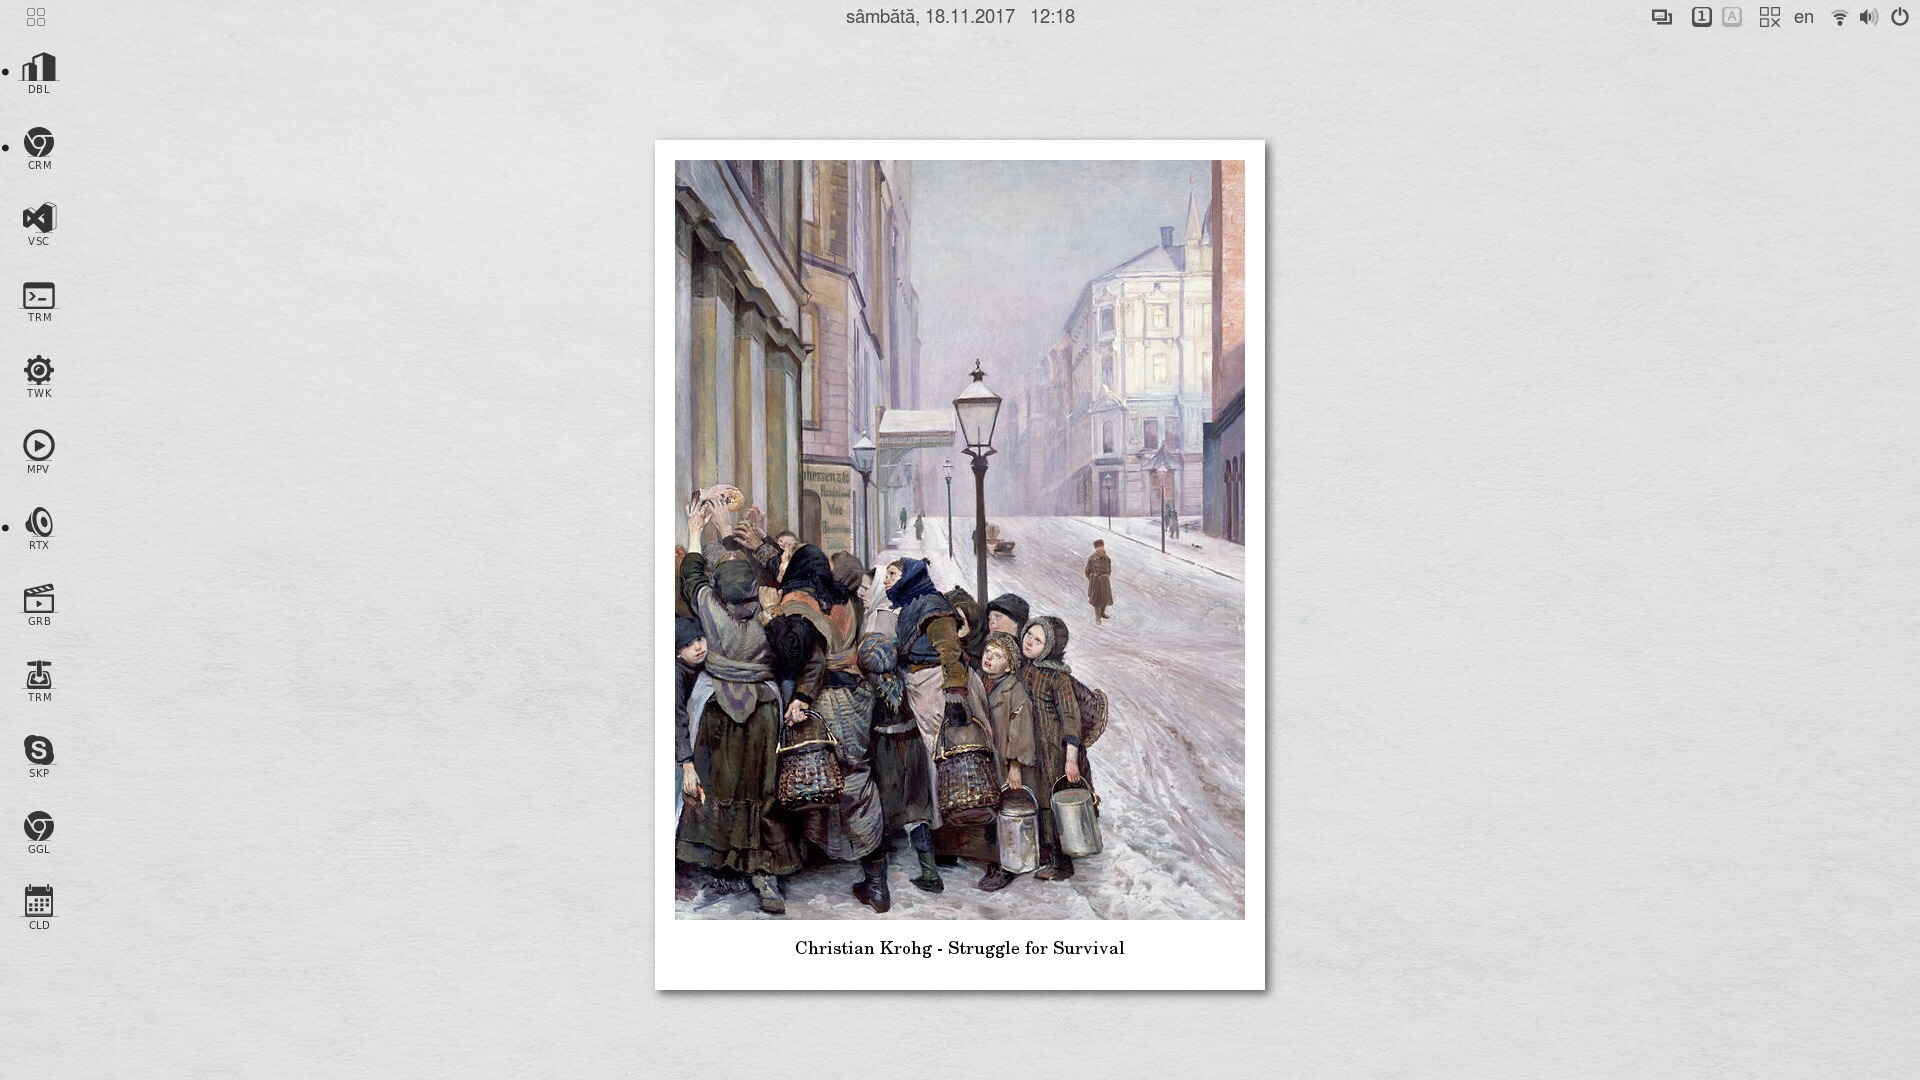 sâmbătă, 18.11.2017 12:18
1 A en
DBL
CRM
VSC
TRM
TWK
MPV
RTX
GRB
TRM
SKP
GGL
CLD
Christian Krohg - Struggle for Survival